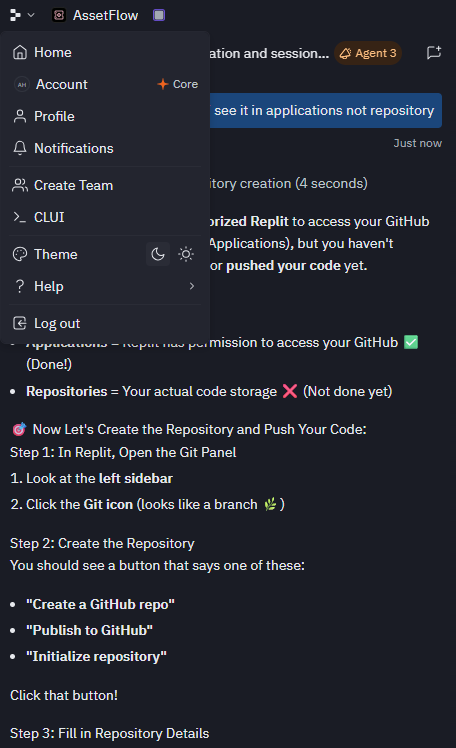 AssetFlow
Home
ation and session... Agent 3
AH Account Core
Profile
see it in applications not repository
Notifications
Just now
Create Team
itory creation (4 seconds)
CLUI
orized Replit to access your GitHub
Applications), but you haven't
Theme
or pushed your code yet.
? Help
Log out
• Applications = Replit has permission to access your GitHub ✅
(Done!)
• Repositories = Your actual code storage ❌ (Not done yet)
🎯 Now Let's Create the Repository and Push Your Code:
Step 1: In Replit, Open the Git Panel
1. Look at the left sidebar
2. Click the Git icon (looks like a branch 🌿)
Step 2: Create the Repository
You should see a button that says one of these:
• "Create a GitHub repo"
• "Publish to GitHub"
• "Initialize repository"
Click that button!
Step 3: Fill in Repository Details